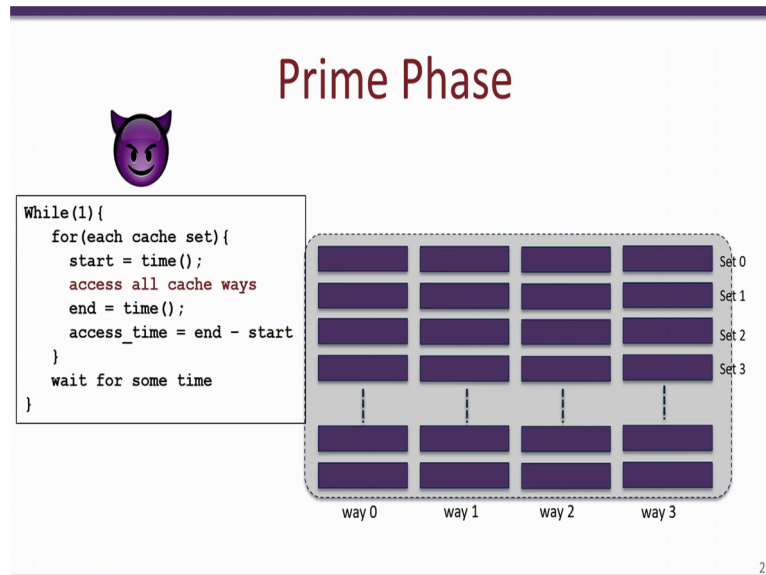 Prime Phase
While(1){
for(each cache set){
start = time();
access all cache ways
end = time();
access_time = end - start
}
wait for some time
}
Set 0
Set 1
Set 2
Set 3
way 0 way 1 way 2 way 3
2